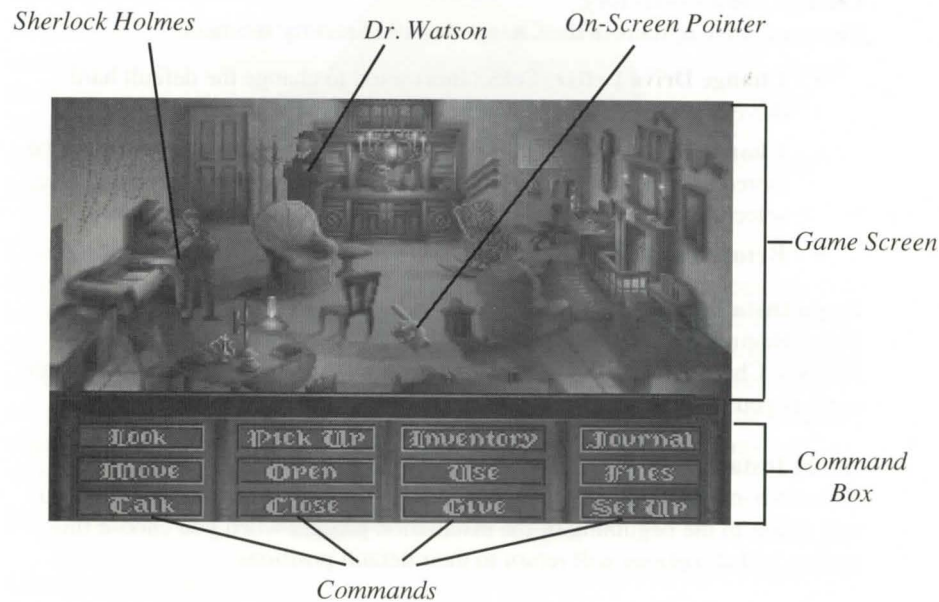 On-Screen Pointer
Sherlock Holmes
Dr. Watson
Game Screen
Look Pick Up Inventory Journal
Move Open Use Files
Talk Close Give Set Up
Command
Box
Commands